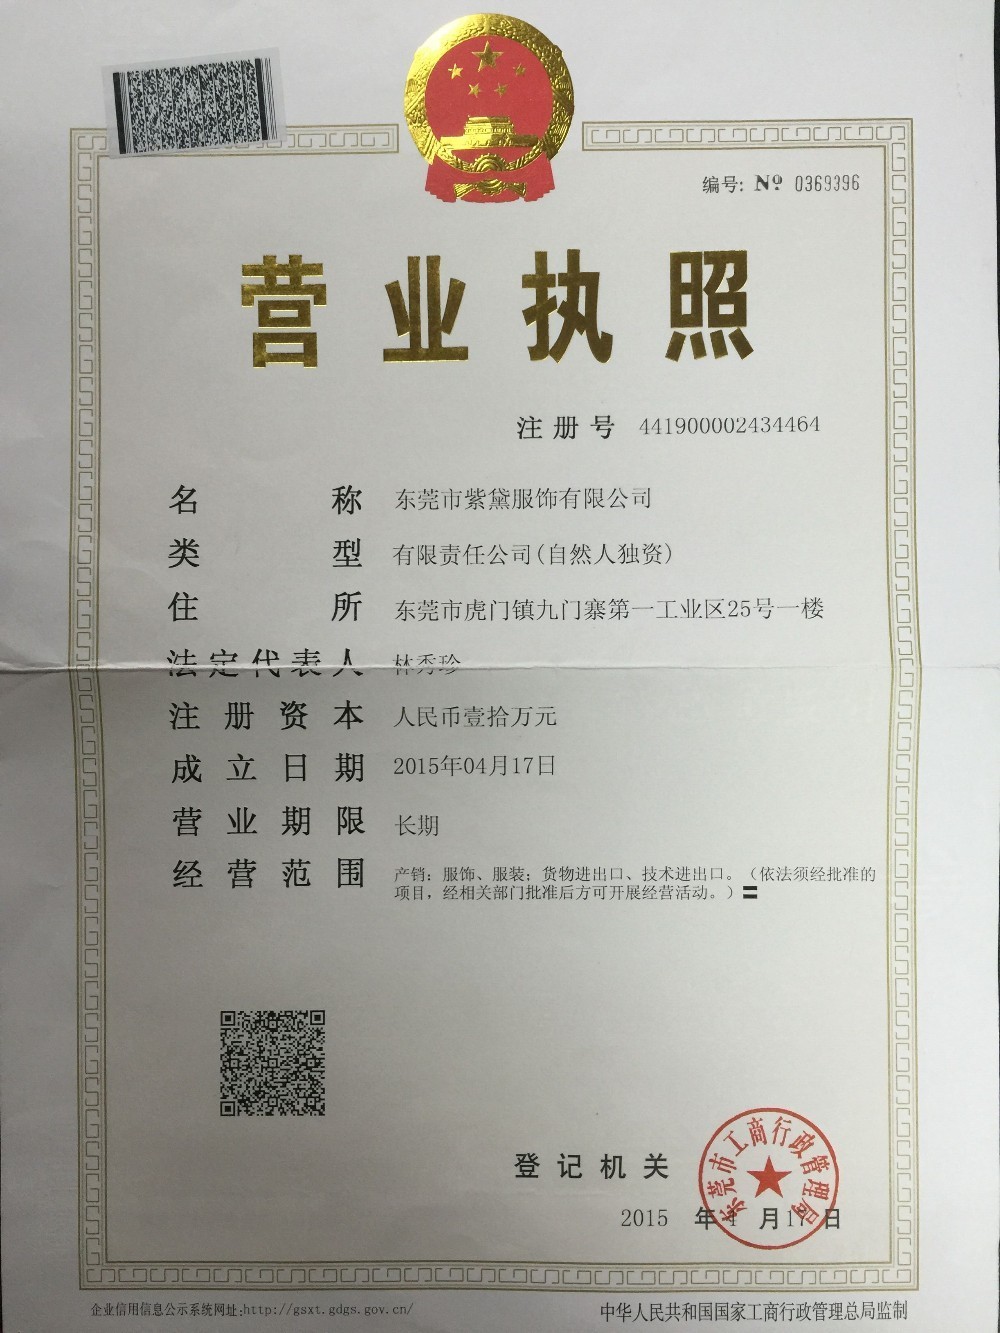 编号: Nº 0369396
营业执照
注册号 441900002434464
名称 东莞市紫黛服饰有限公司
类型 有限责任公司(自然人独资)
住所 东莞市虎门镇九门寨第一工业区25号一楼
法定代表人 林秀珍
注册资本 人民币壹拾万元
成立日期 2015年04月17日
营业期限 长期
经营范围 产销：服饰、服装；货物进出口、技术进出口。（依法须经批准的
项目，经相关部门批准后方可开展经营活动。）〓
东莞市工商行政管理局
登记机关
2015 年 4 月 17 日
企业信用信息公示系统网址:http://gsxt.gdgs.gov.cn/
中华人民共和国国家工商行政管理总局监制